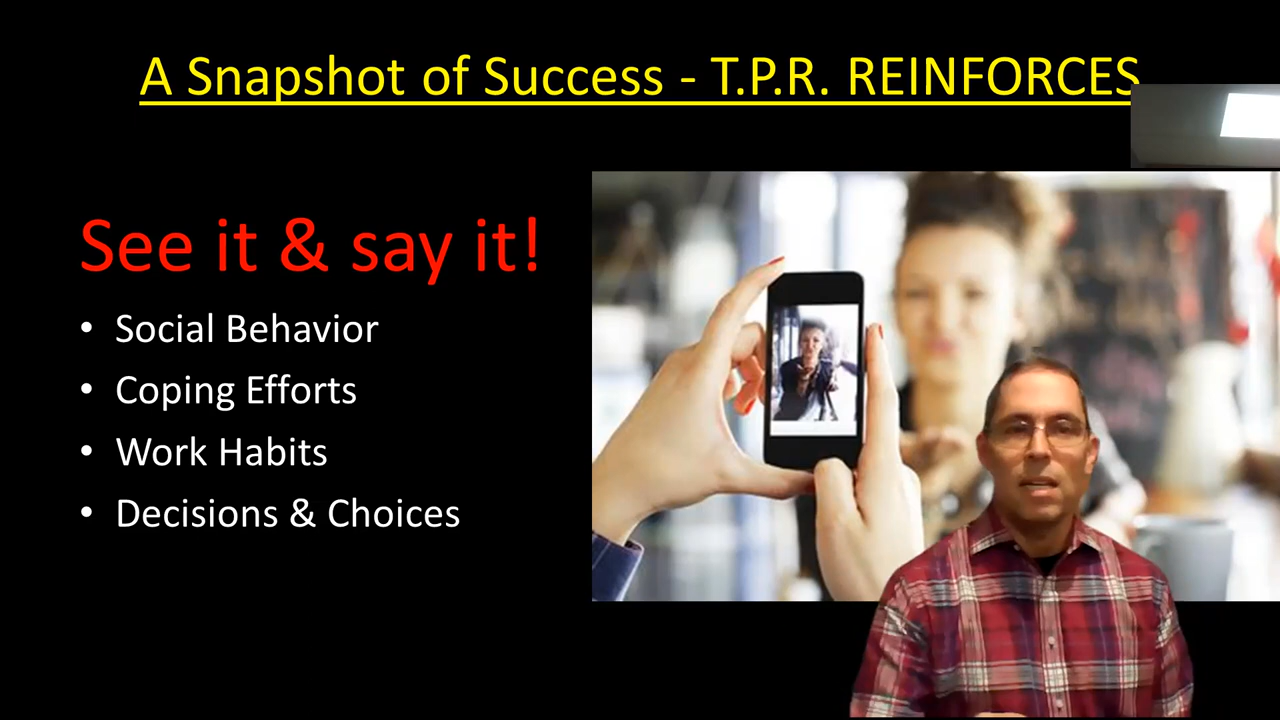 A Snapshot of Success - T.P.R. REINFORCES
See it & say it!
• Social Behavior
• Coping Efforts
• Work Habits
• Decisions & Choices